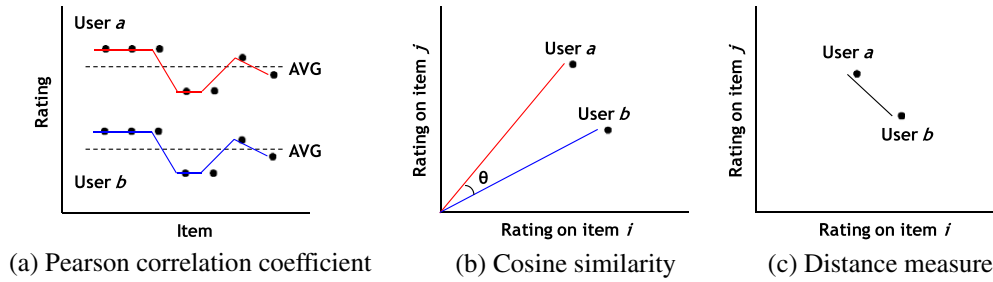 User a
AVG
Rating
AVG
User b
Item
(a) Pearson correlation coefficient
Rating on item j
User a
User b
θ
Rating on item i
(b) Cosine similarity
Rating on item j
User a
User b
Rating on item i
(c) Distance measure